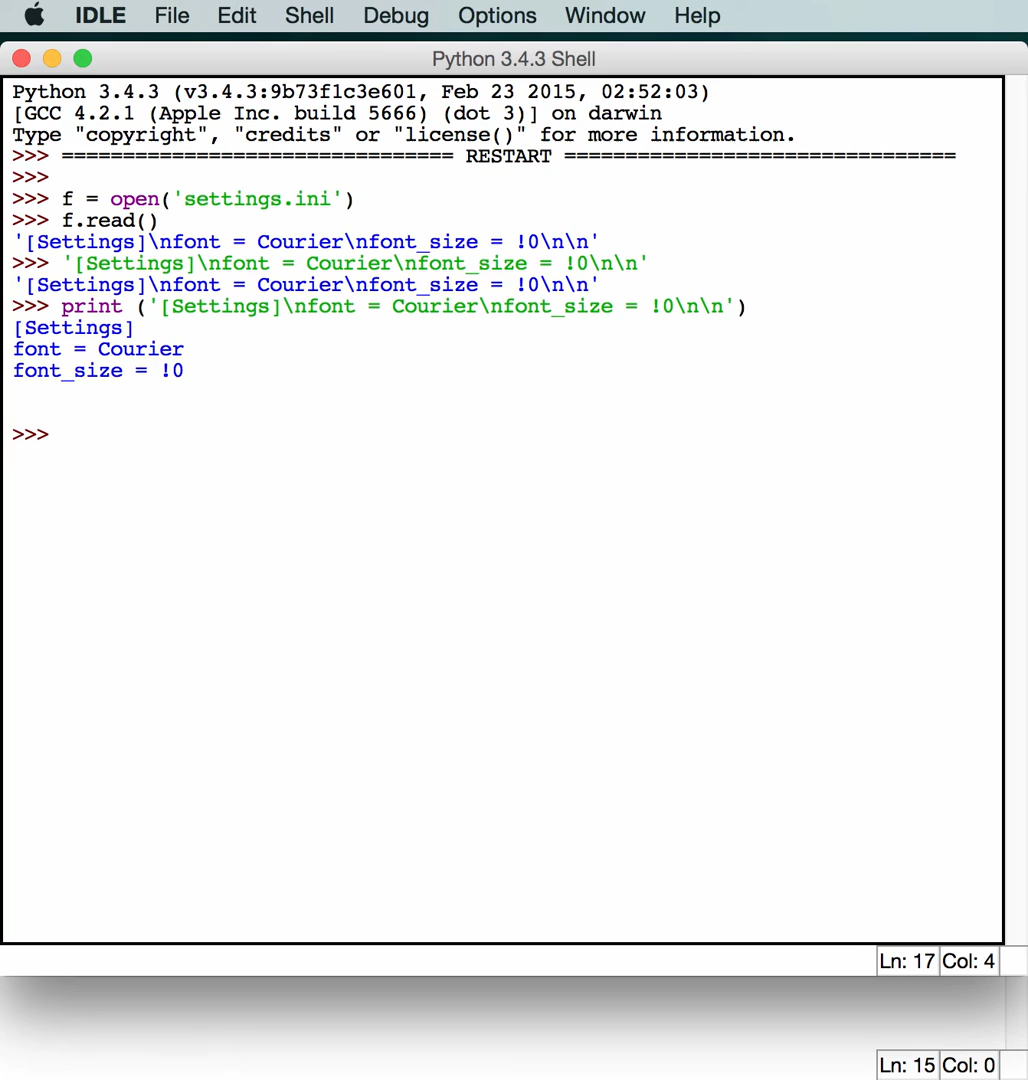 IDLE File Edit Shell Debug Options Window Help
Python 3.4.3 Shell
Python 3.4.3 (v3.4.3:9b73f1c3e601, Feb 23 2015, 02:52:03)
[GCC 4.2.1 (Apple Inc. build 5666) (dot 3)] on darwin
Type "copyright", "credits" or "license()" for more information.
>>> ================================ RESTART ================================
>>>
>>> f = open('settings.ini')
>>> f.read()
'[Settings]\nfont = Courier\nfont_size = !0\n\n'
>>> '[Settings]\nfont = Courier\nfont_size = !0\n\n'
'[Settings]\nfont = Courier\nfont_size = !0\n\n'
>>> print ('[Settings]\nfont = Courier\nfont_size = !0\n\n')
[Settings]
font = Courier
font_size = !0
>>>
Ln: 17 Col: 4
Ln: 15 Col: 0